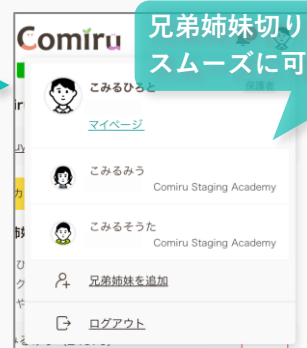 Comiru
兄弟姉妹切り
スムーズに可
こみるひろと
保護者
マイページ
こみるみう
Comiru Staging Academy
こみるそうた
Comiru Staging Academy
兄弟姉妹を追加
ログアウト